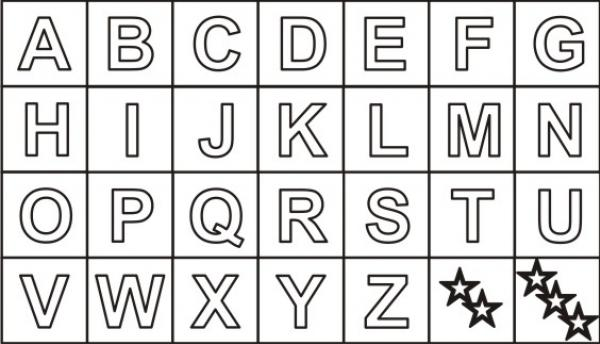 A B C D E F G
H I J K L M N
O P Q R S T U
V W X Y Z